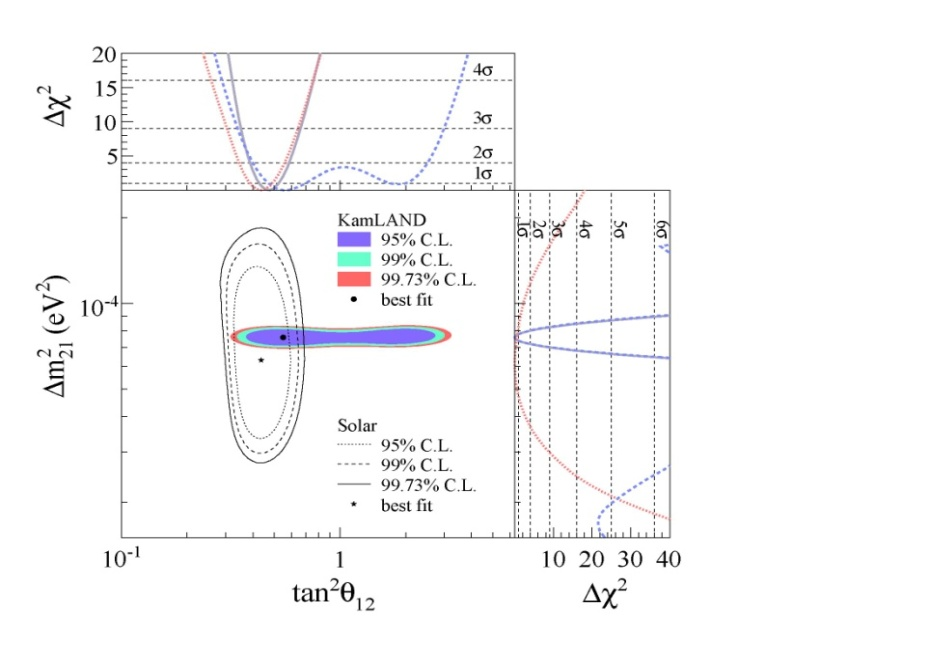 20
15
10
5
Δχ²
4σ
3σ
2σ
1σ
KamLAND
95% C.L.
99% C.L.
99.73% C.L.
best fit
Solar
95% C.L.
99% C.L.
99.73% C.L.
best fit
10⁻⁴
Δm²₂₁ (eV²)
1σ 2σ 3σ 4σ 5σ 6σ
10⁻¹ 1
10 20 30 40
tan²θ₁₂
Δχ²